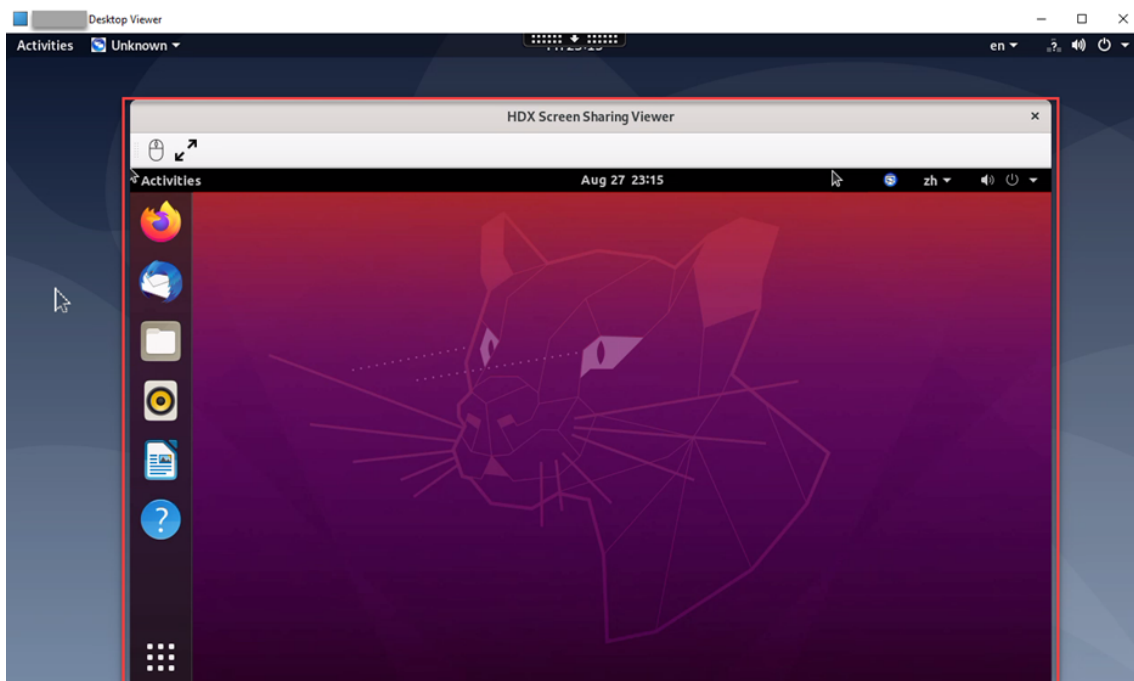 Desktop Viewer
Activities Unknown en
HDX Screen Sharing Viewer
Activities Aug 27 23:15 zh
?